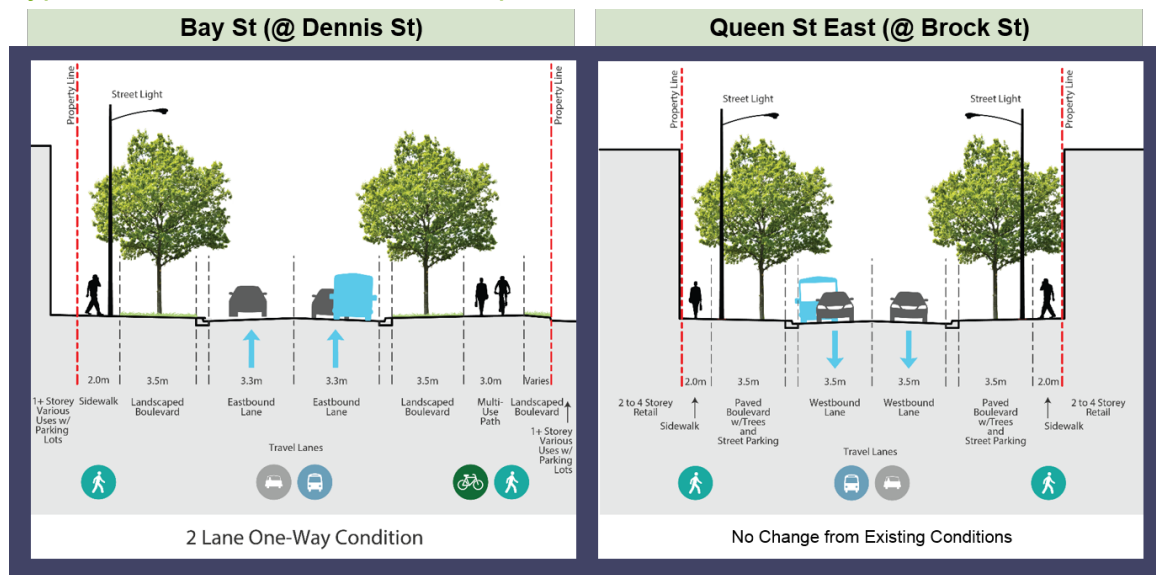 Bay St (@ Dennis St)
Property Line
Street Light
Property Line
2.0m
3.5m
3.3m
3.3m
3.5m
3.0m
Varies
1+ Storey
Various
Uses w/
Parking
Lots
Sidewalk
Landscaped
Boulevard
Eastbound
Lane
Eastbound
Lane
Landscaped
Boulevard
Multi-
Use
Path
Landscaped
Boulevard
1+ Storey
Various
Uses w/
Parking
Lots
Travel Lanes
2 Lane One-Way Condition
Queen St East (@ Brock St)
Property Line
Street Light
Street Light
Property Line
2.0m
3.5m
3.5m
3.5m
3.5m
2.0m
2 to 4 Storey
Retail
Sidewalk
Paved
Boulevard
w/Trees
and
Street Parking
Westbound
Lane
Westbound
Lane
Paved
Boulevard
w/Trees
and
Street Parking
Sidewalk
2 to 4 Storey
Retail
Travel Lanes
No Change from Existing Conditions